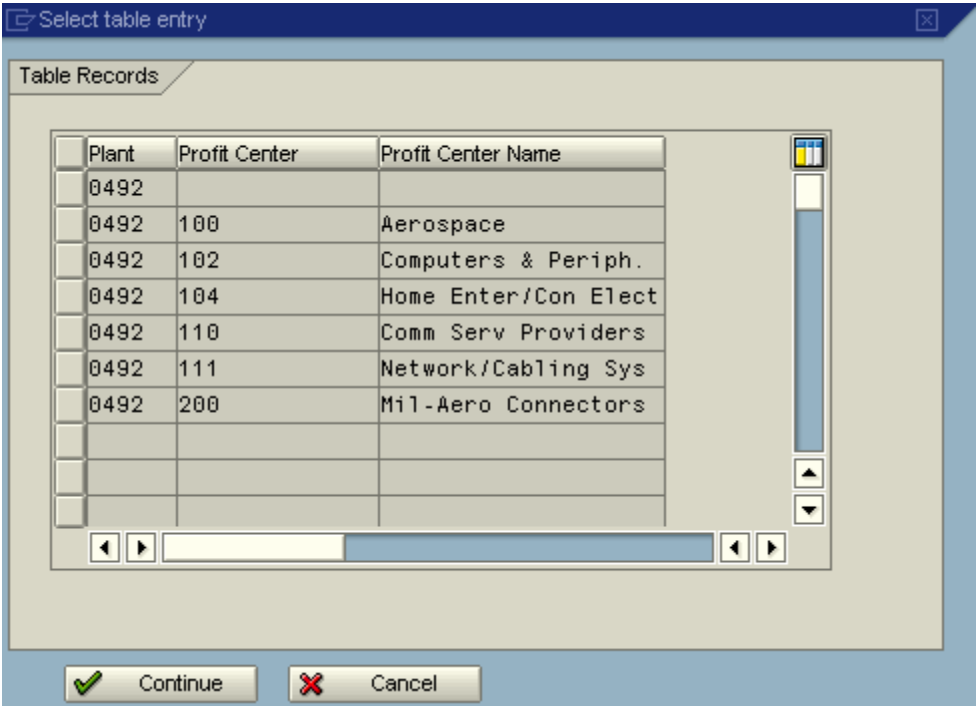 Select table entry
Table Records
Plant Profit Center Profit Center Name
0492
0492 100 Aerospace
0492 102 Computers & Periph.
0492 104 Home Enter/Con Elect
0492 110 Comm Serv Providers
0492 111 Network/Cabling Sys
0492 200 Mil-Aero Connectors
Continue Cancel